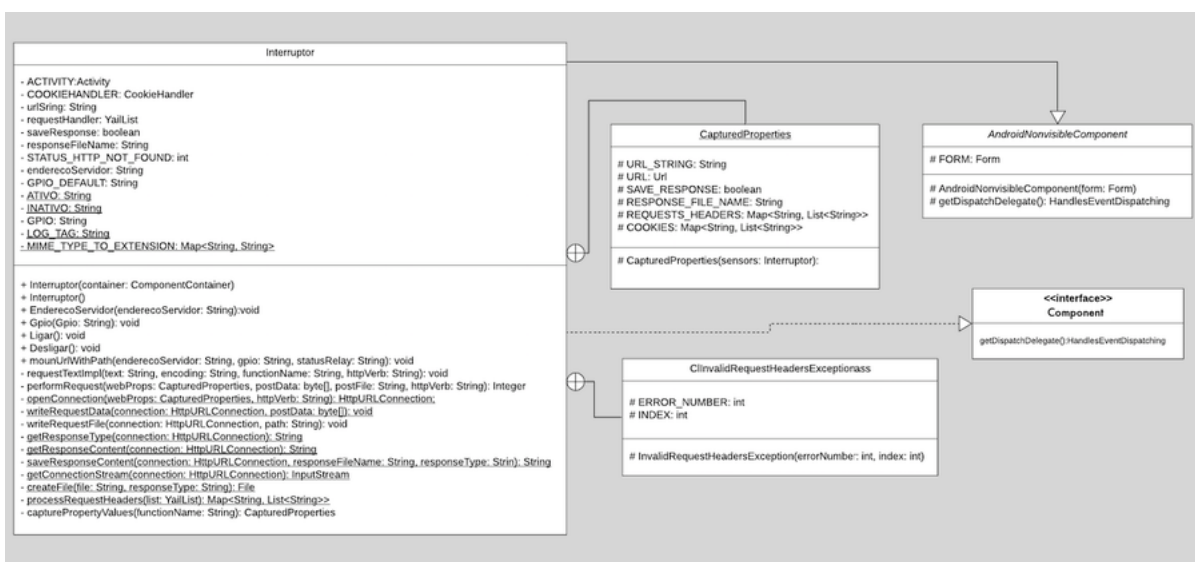 Interruptor
- ACTIVITY:Activity
- COOKIEHANDLER: CookieHandler
- urlSring: String
- requestHandler: YailList
- saveResponse: boolean
- responseFileName: String
- STATUS_HTTP_NOT_FOUND: int
- enderecoServidor: String
- GPIO_DEFAULT: String
- ATIVO: String
- INATIVO: String
- GPIO: String
- LOG_TAG: String
- MIME_TYPE_TO_EXTENSION: Map<String, String>
+ Interruptor(container: ComponentContainer)
+ Interruptor()
+ EnderecoServidor(enderecoServidor: String):void
+ Gpio(Gpio: String): void
+ Ligar(): void
+ Desligar(): void
+ mounUrlWithPath(enderecoServidor: String, gpio: String, statusRelay: String): void
- requestTextImpl(text: String, encoding: String, functionName: String, httpVerb: String): void
- performRequest(webProps: CapturedProperties, postData: byte[], postFile: String, httpVerb: String): Integer
- openConnection(webProps: CapturedProperties, httpVerb: String): HttpURLConnection;
- writeRequestData(connection: HttpURLConnection, postData: byte[]): void
- writeRequestFile(connection: HttpURLConnection, path: String): void
- getResponseType(connection: HttpURLConnection): String
- getResponseContent(connection: HttpURLConnection): String
- saveResponseContent(connection: HttpURLConnection, responseFileName: String, responseType: Strin): String
- getConnectionStream(connection: HttpURLConnection): InputStream
- createFile(file: String, responseType: String): File
- processRequestHeaders(list: YailList): Map<String, List<String>>
- capturePropertyValues(functionName: String): CapturedProperties
CapturedProperties
# URL_STRING: String
# URL: Url
# SAVE_RESPONSE: boolean
# RESPONSE_FILE_NAME: String
# REQUESTS_HEADERS: Map<String, List<String>>
# COOKIES: Map<String, List<String>>
# CapturedProperties(sensors: Interruptor):
AndroidNonvisibleComponent
# FORM: Form
# AndroidNonvisibleComponent(form: Form)
# getDispatchDelegate(): HandlesEventDispatching
<<interface>>
Component
getDispatchDelegate():HandlesEventDispatching
ClInvalidRequestHeadersExceptionass
# ERROR_NUMBER: int
# INDEX: int
# InvalidRequestHeadersException(errorNumber: int, index: int)